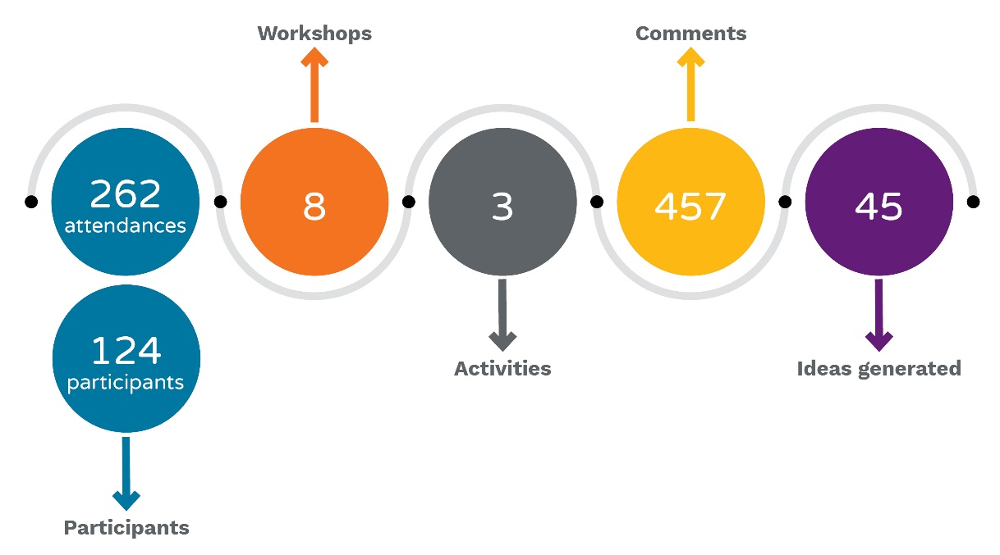 Workshops
Comments
262
attendances
8
3
457
45
124
participants
Activities
Ideas generated
Participants